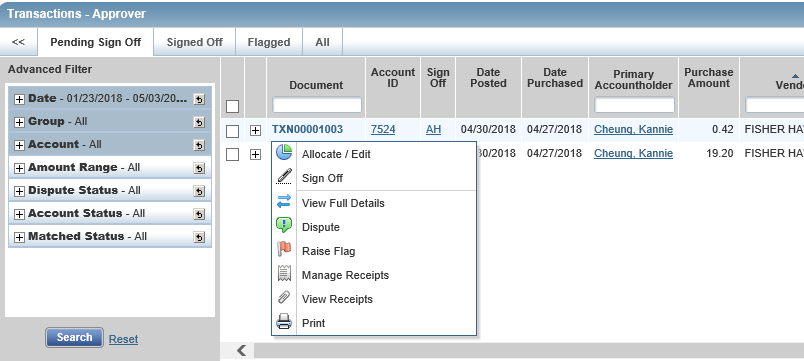 Transactions - Approver
<< Pending Sign Off Signed Off Flagged All
Advanced Filter
Date - 01/23/2018 - 05/03/20...
Group - All
Account - All
Amount Range - All
Dispute Status - All
Account Status - All
Matched Status - All
Search Reset
Document
Account ID
Sign Off
Date Posted
Date Purchased
Primary Accountholder
Purchase Amount
Vend
TXN00001003 7524 AH 04/30/2018 04/27/2018 Cheung, Kannie 0.42 FISHER HA
30/2018 04/27/2018 Cheung, Kannie 19.20 FISHER HA
Allocate / Edit
Sign Off
View Full Details
Dispute
Raise Flag
Manage Receipts
View Receipts
Print